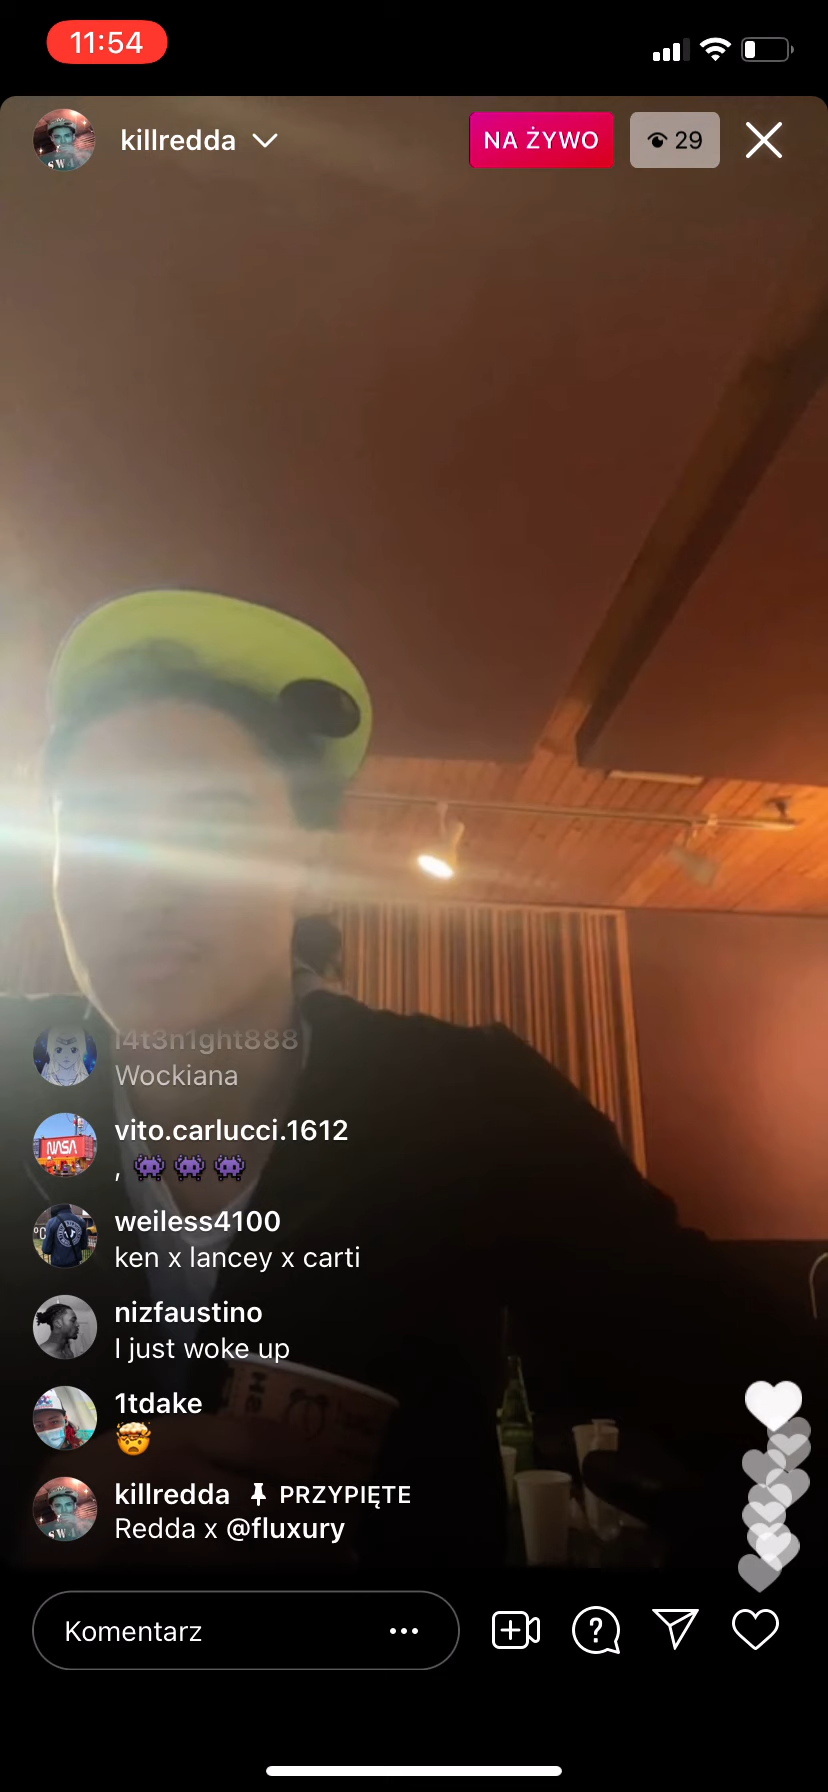 11:54
killredda
NA ŻYWO
29
l4t3n1ght888
Wockiana
vito.carlucci.1612
, 👾 👾 👾
weiless4100
ken x lancey x carti
nizfaustino
I just woke up
1tdake
🤯
killredda PRZYPIĘTE
Redda x @fluxury
Komentarz